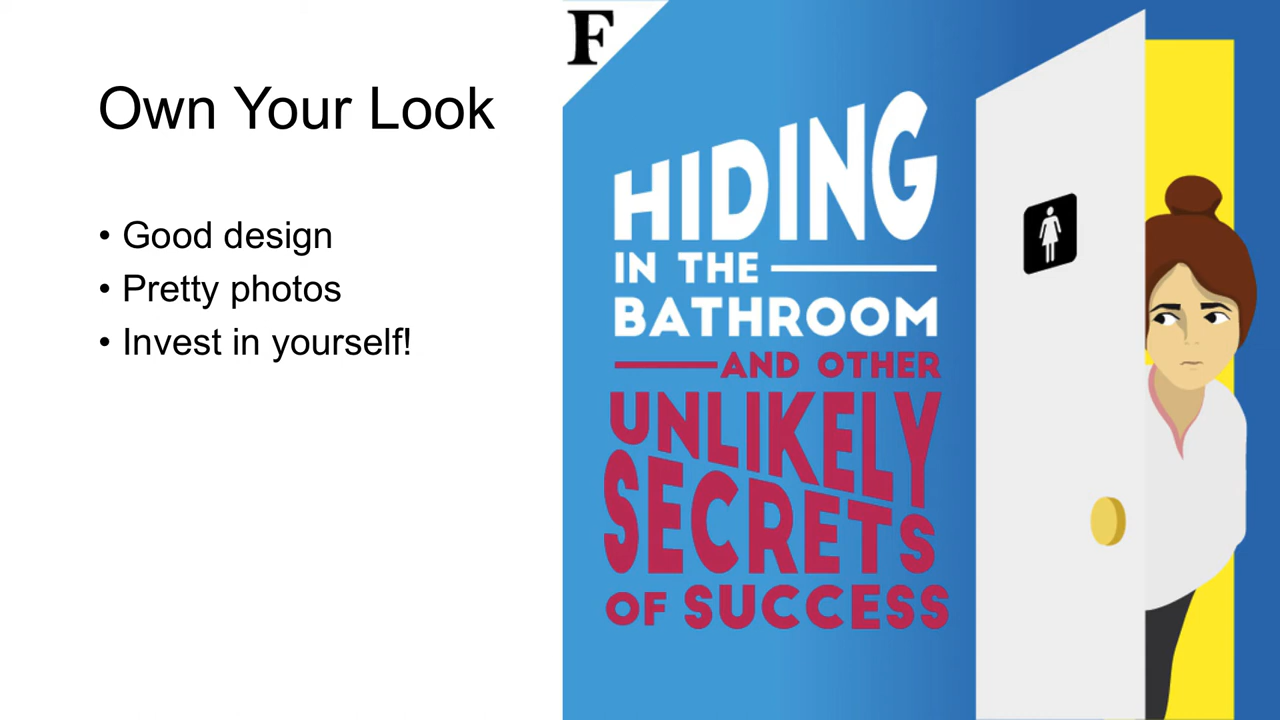 Own Your Look
• Good design
• Pretty photos
• Invest in yourself!
F
HIDING
IN THE
BATHROOM
AND OTHER
UNLIKELY
SECRETS
OF SUCCESS